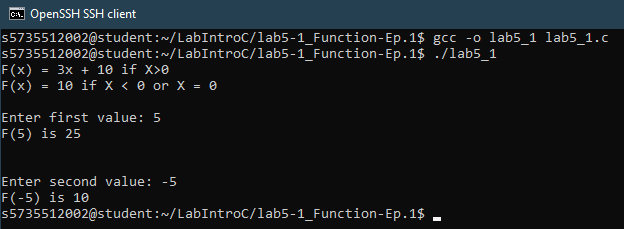 OpenSSH SSH client
s5735512002@student:~/LabIntroC/lab5-1_Function-Ep.1$ gcc -o lab5_1 lab5_1.c
s5735512002@student:~/LabIntroC/lab5-1_Function-Ep.1$ ./lab5_1
F(x) = 3x + 10 if X>0
F(x) = 10 if X < 0 or X = 0
Enter first value: 5
F(5) is 25
Enter second value: -5
F(-5) is 10
s5735512002@student:~/LabIntroC/lab5-1_Function-Ep.1$